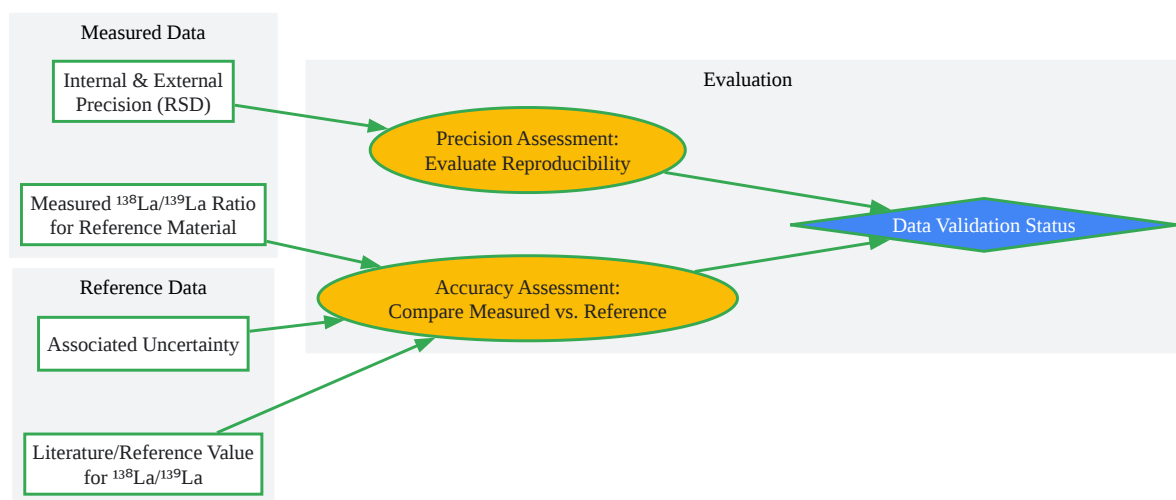 Measured Data
Internal & External
Precision (RSD)
Measured ¹³⁸La/¹³⁹La Ratio
for Reference Material
Reference Data
Associated Uncertainty
Literature/Reference Value
for ¹³⁸La/¹³⁹La
Evaluation
Precision Assessment:
Evaluate Reproducibility
Accuracy Assessment:
Compare Measured vs. Reference
Data Validation Status